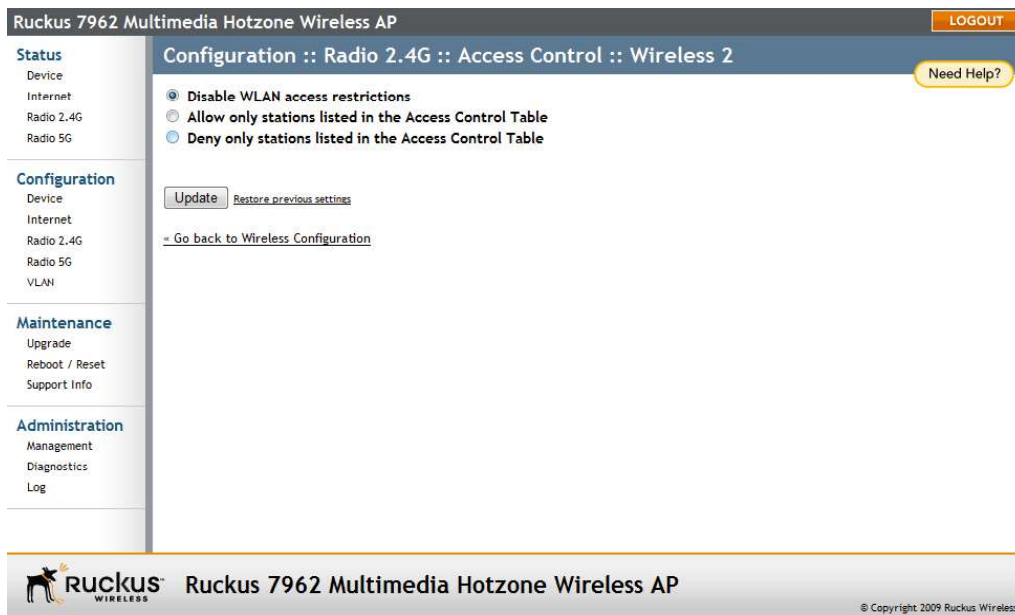 Ruckus 7962 Multimedia Hotzone Wireless AP
LOGOUT
Status
Device
Internet
Radio 2.4G
Radio 5G
Configuration
Device
Internet
Radio 2.4G
Radio 5G
VLAN
Maintenance
Upgrade
Reboot / Reset
Support Info
Administration
Management
Diagnostics
Log
Configuration :: Radio 2.4G :: Access Control :: Wireless 2
Need Help?
Disable WLAN access restrictions
Allow only stations listed in the Access Control Table
Deny only stations listed in the Access Control Table
Update Restore previous settings
« Go back to Wireless Configuration
Ruckus WIRELESS
Ruckus 7962 Multimedia Hotzone Wireless AP
© Copyright 2009 Ruckus Wireles